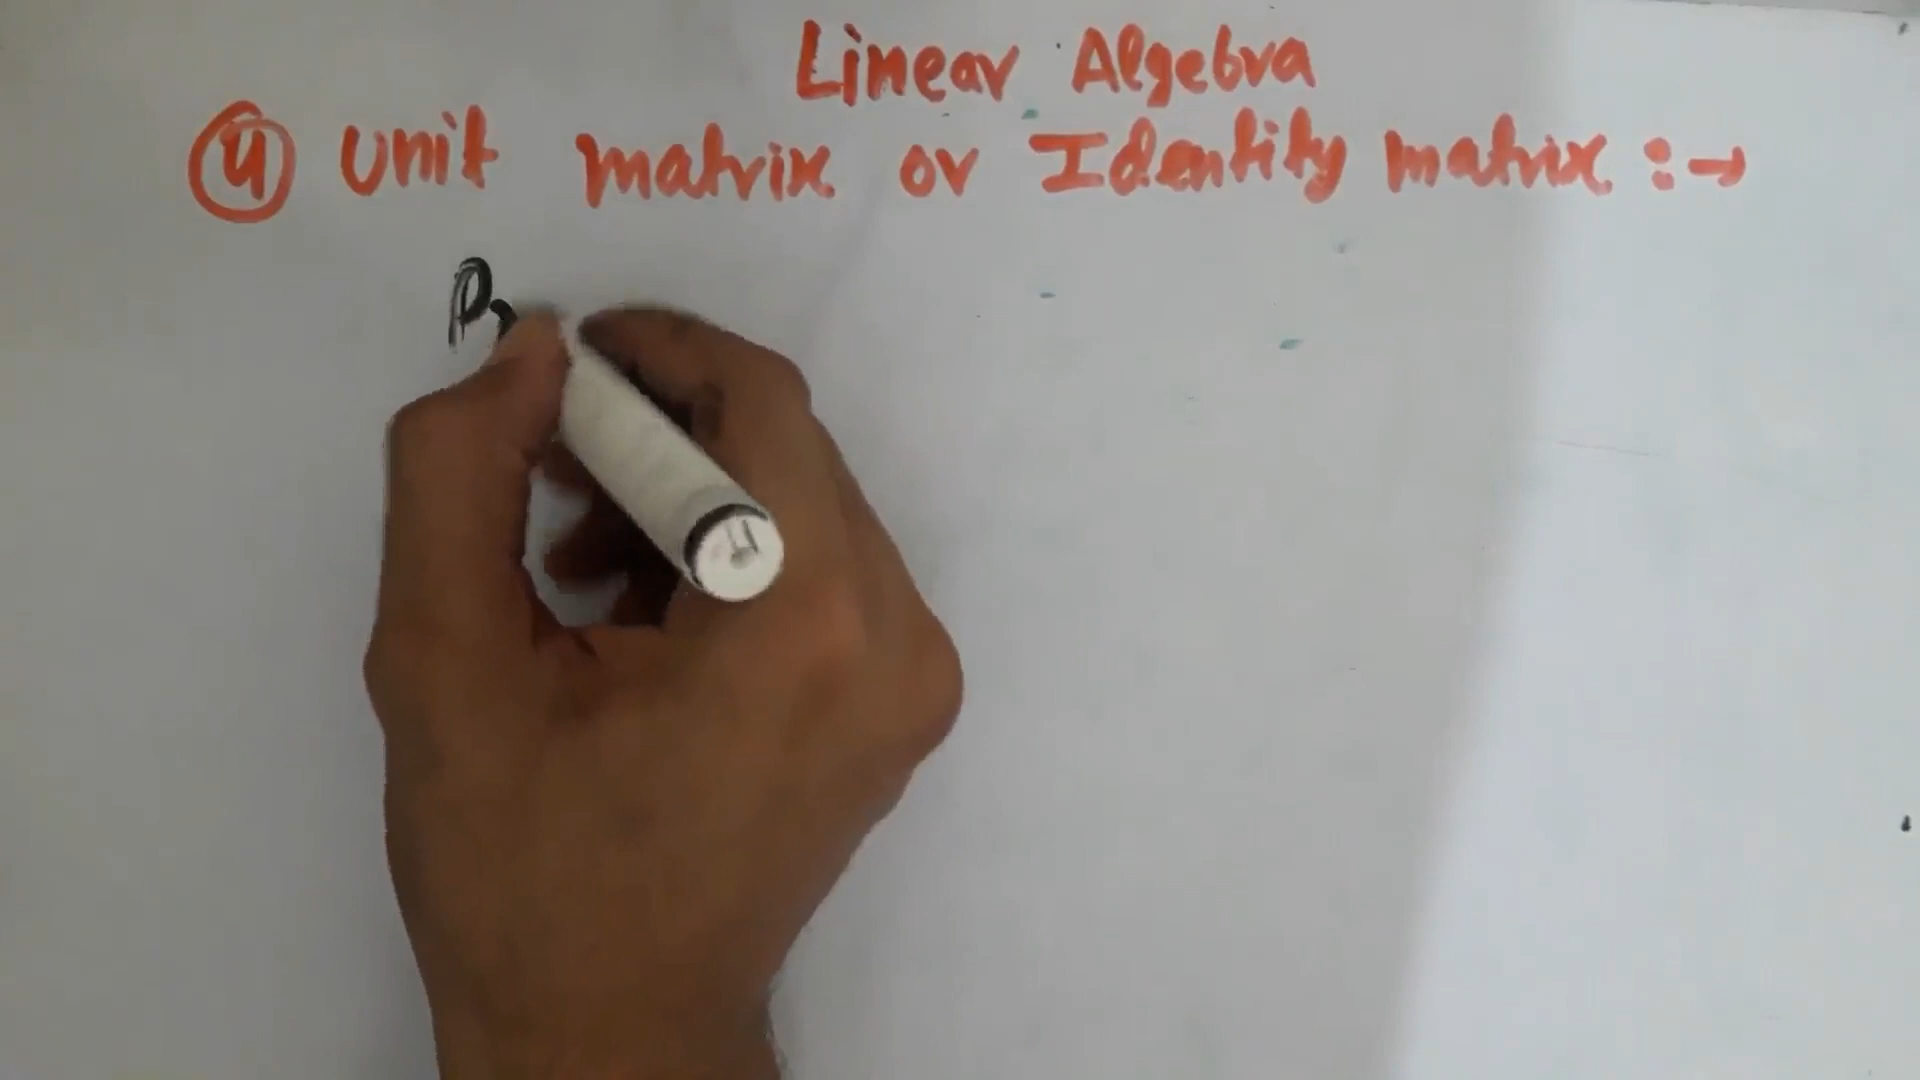 Linear Algebra
④ Unit matrix or Identity matrix :→